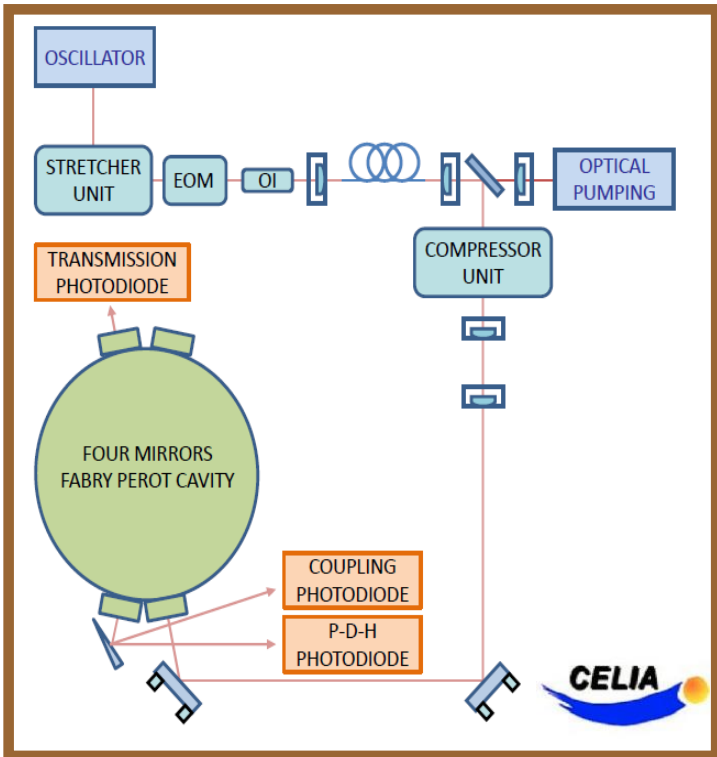 OSCILLATOR
STRETCHER
UNIT
EOM
OI
OPTICAL
PUMPING
TRANSMISSION
PHOTODIODE
COMPRESSOR
UNIT
FOUR MIRRORS
FABRY PEROT CAVITY
COUPLING
PHOTODIODE
P-D-H
PHOTODIODE
CELIA